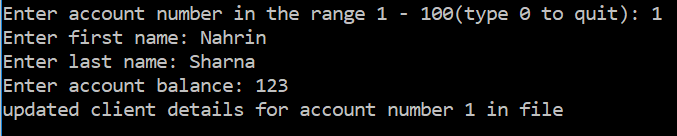 Enter account number in the range 1 - 100(type 0 to quit): 1
Enter first name: Nahrin
Enter last name: Sharna
Enter account balance: 123
updated client details for account number 1 in file